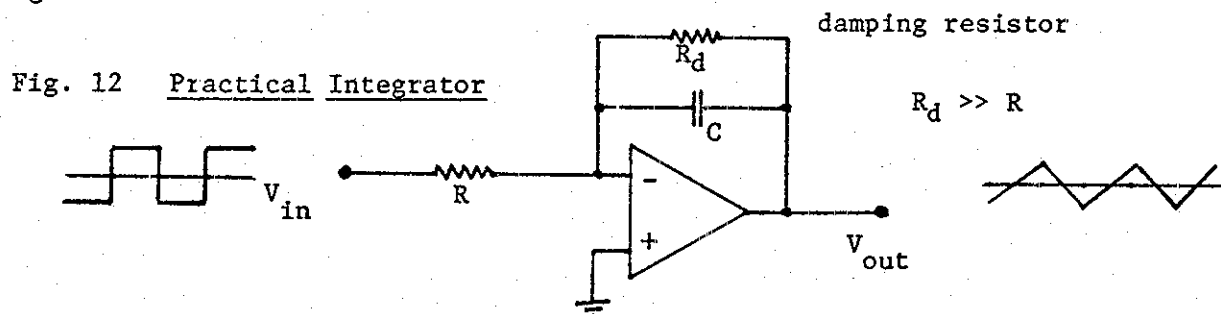 damping resistor
R_d
Fig. 12 Practical Integrator
R_d >> R
C
V_in
R
-
+
V_out